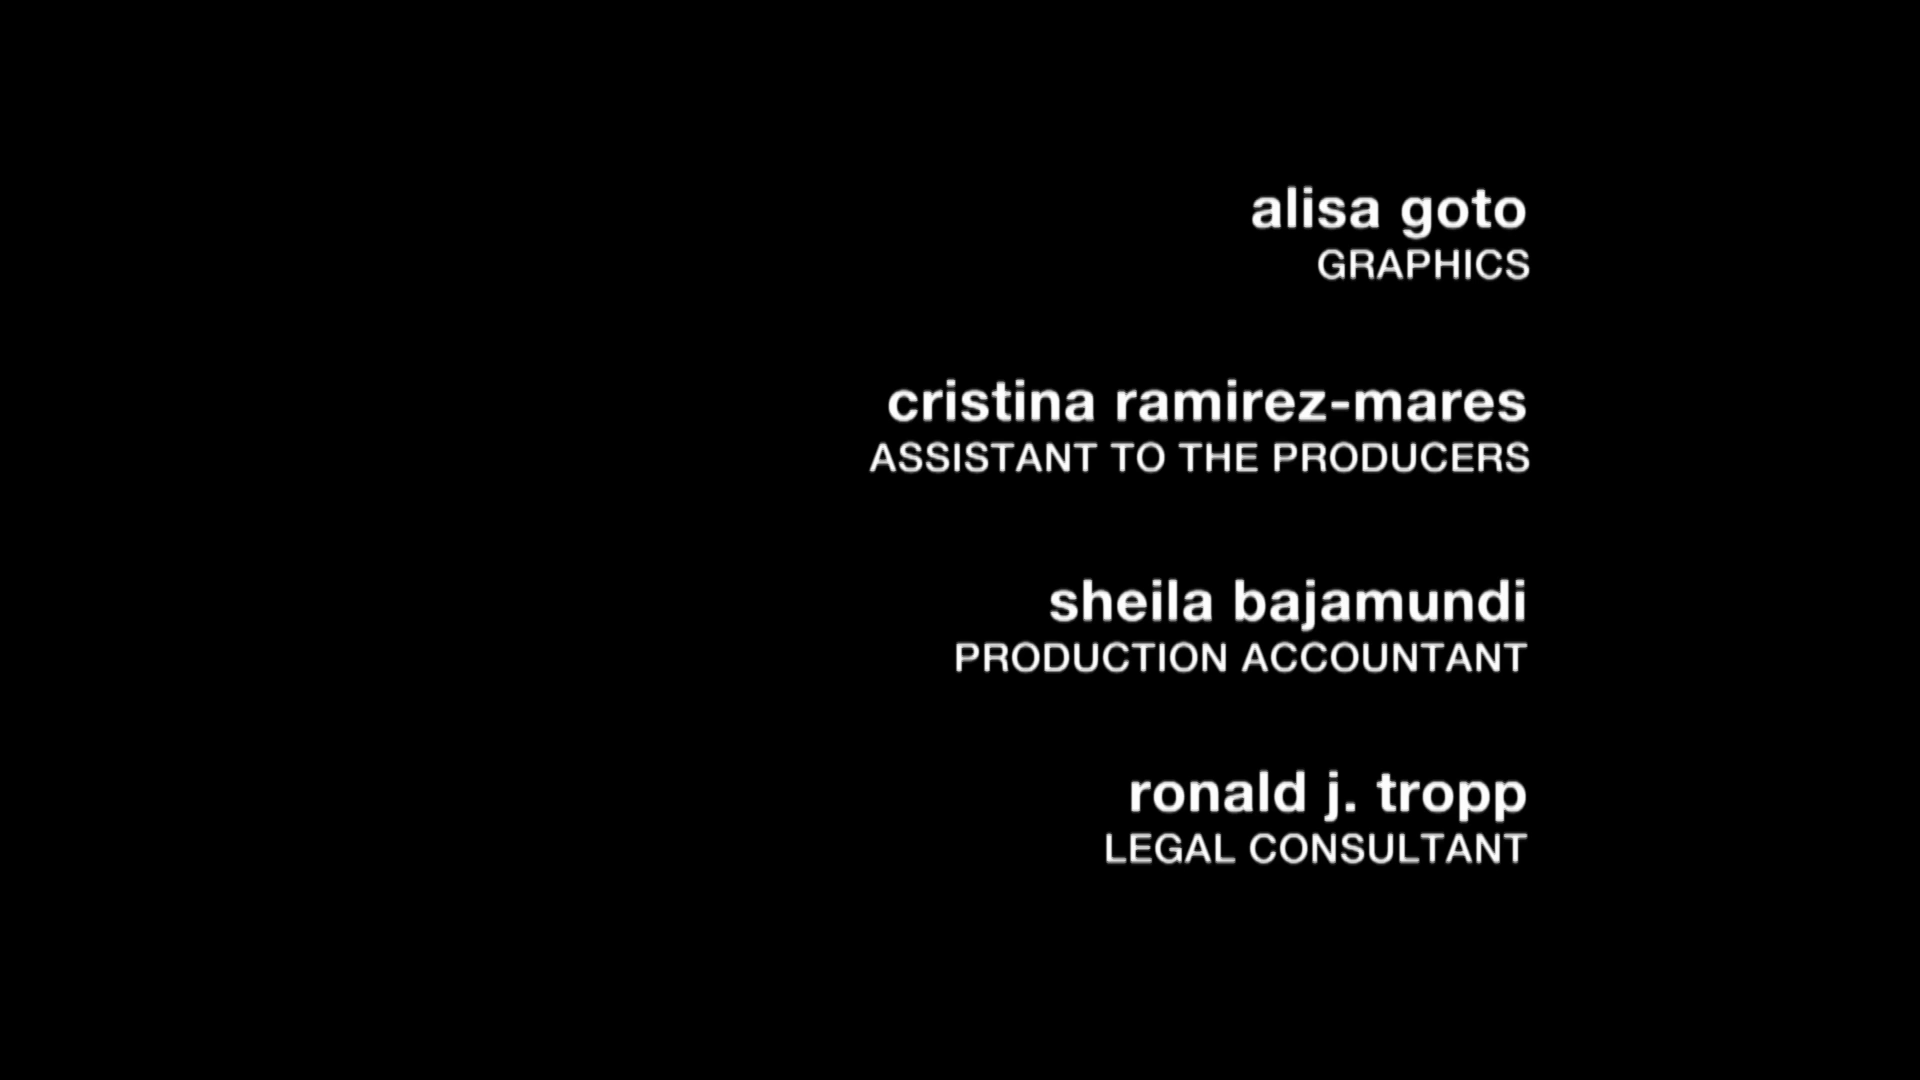 alisa goto
GRAPHICS
cristina ramirez-mares
ASSISTANT TO THE PRODUCERS
sheila bajamundi
PRODUCTION ACCOUNTANT
ronald j. tropp
LEGAL CONSULTANT